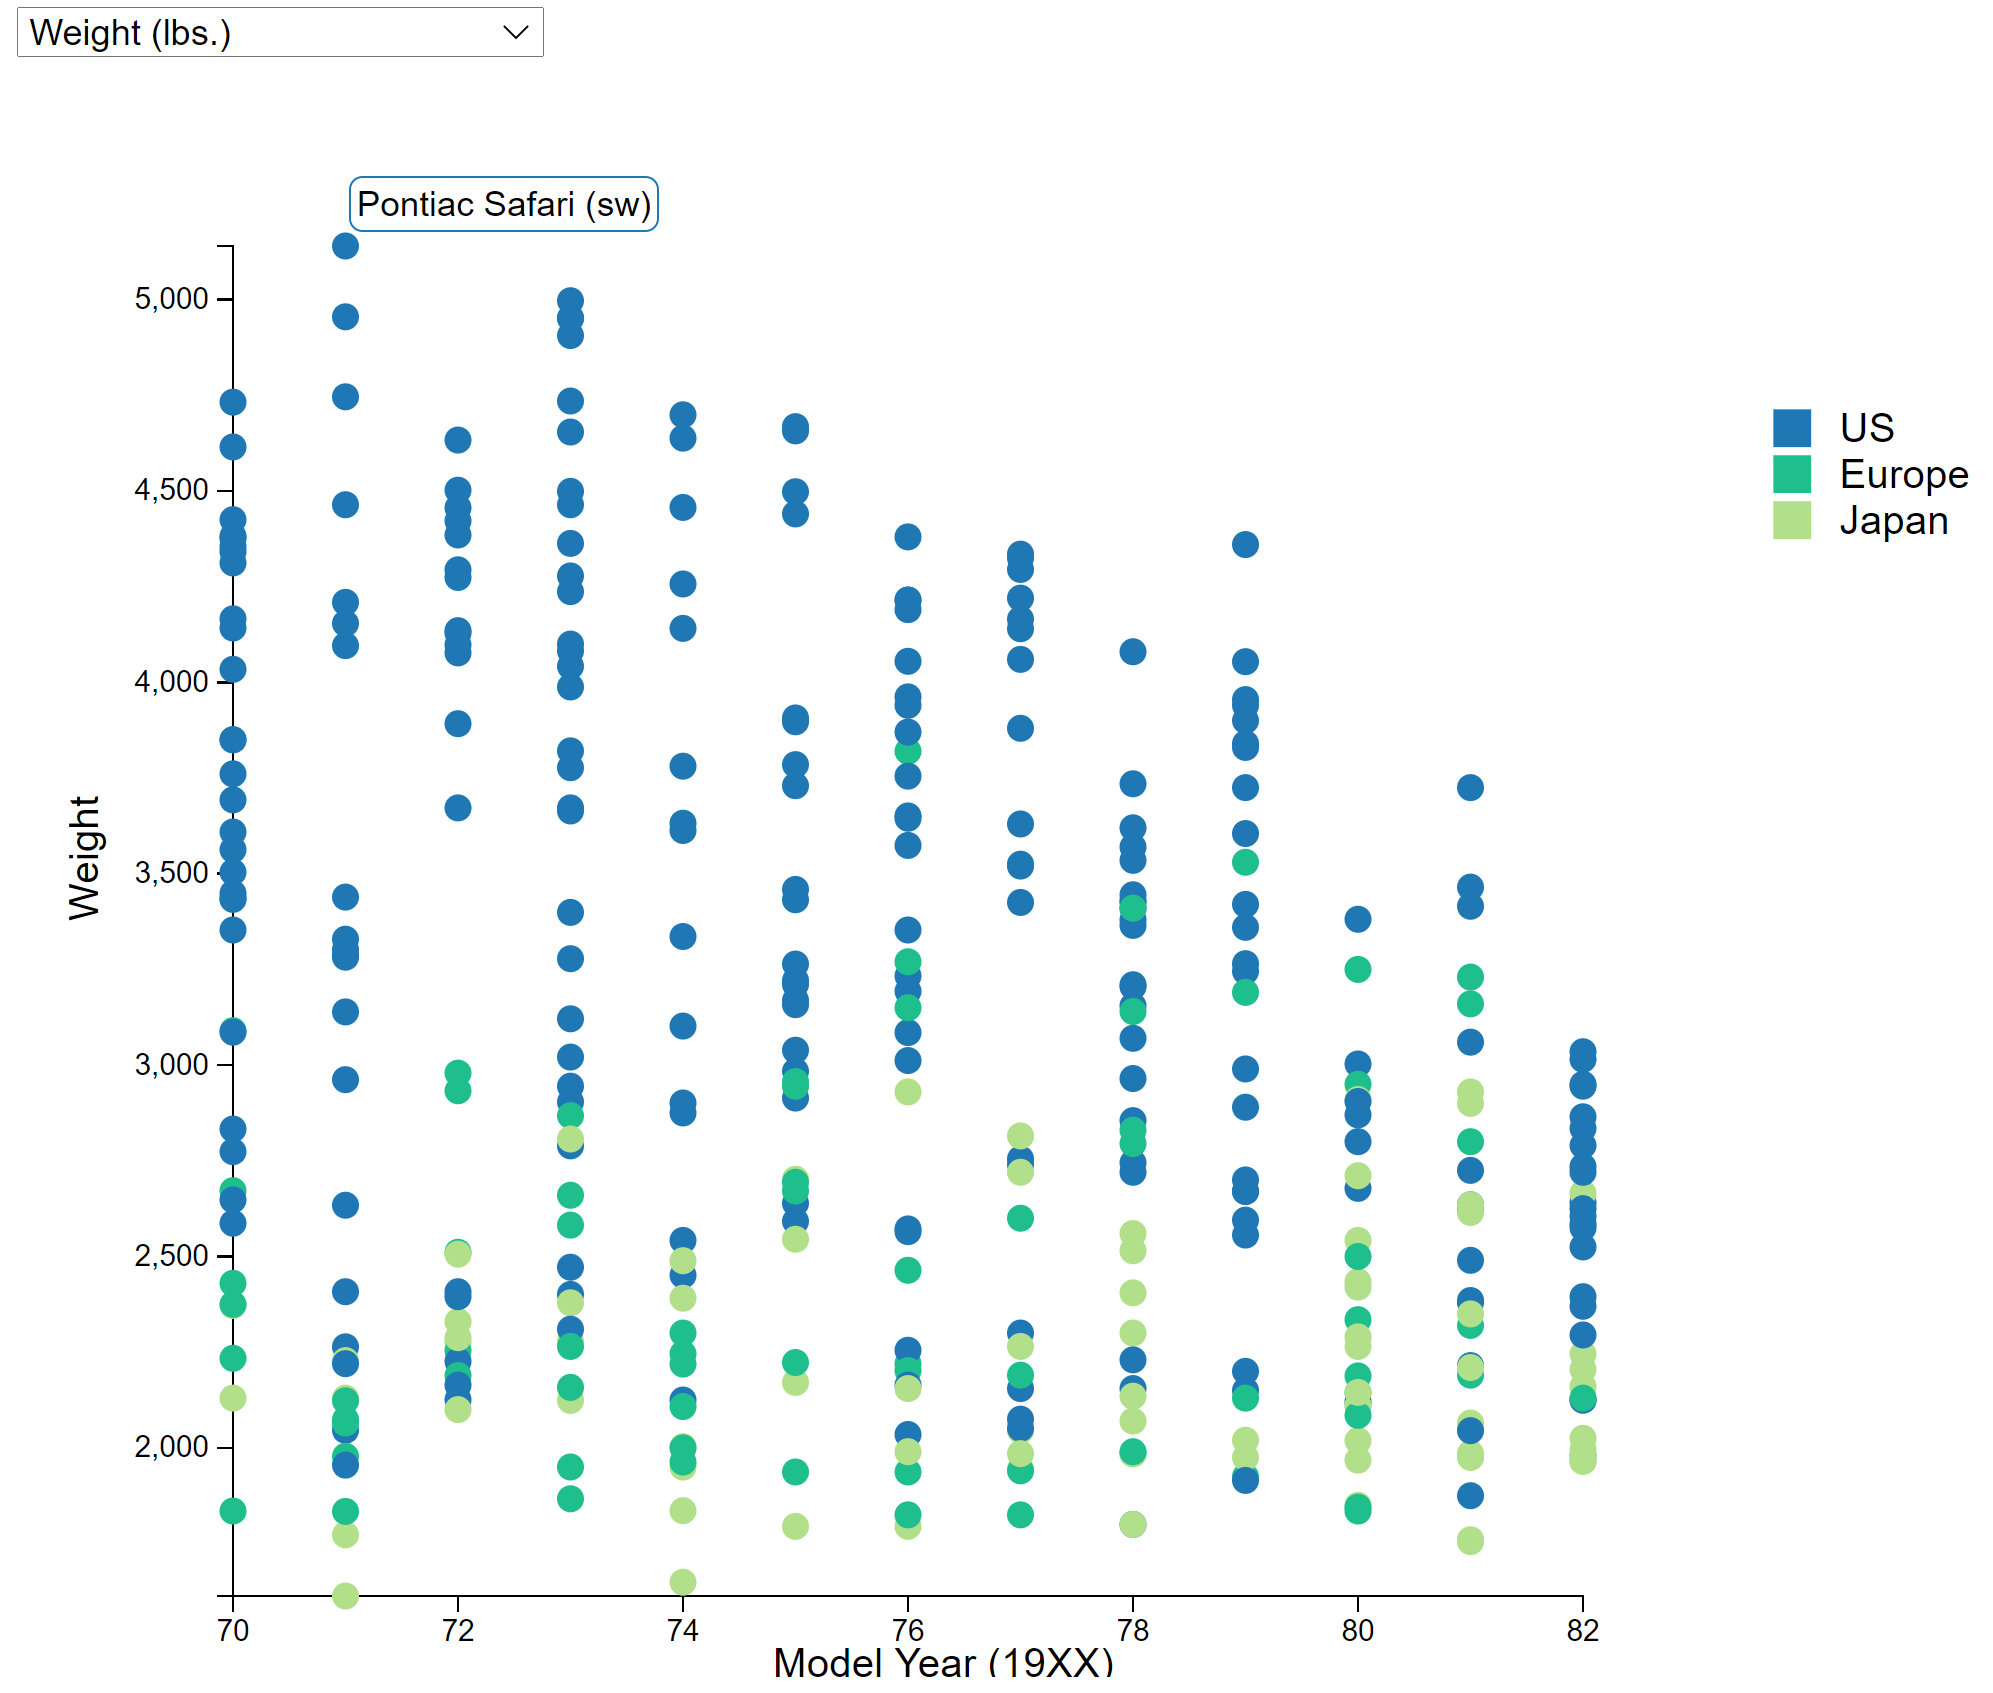 Weight (lbs.)
Pontiac Safari (sw)
5,000
4,500
4,000
3,500
3,000
2,500
2,000
Weight
US
Europe
Japan
70 72 74 76 78 80 82
Model Year (19XX)